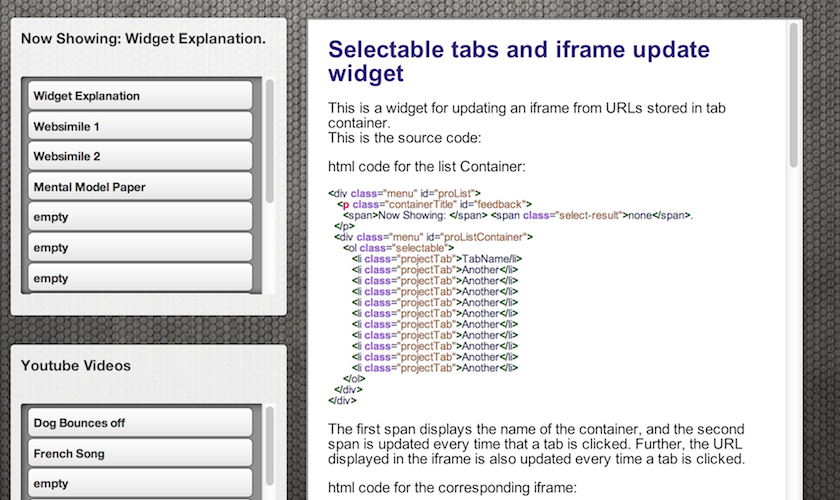 Now Showing: Widget Explanation.
Widget Explanation
Websimile 1
Websimile 2
Mental Model Paper
empty
empty
empty
Youtube Videos
Dog Bounces off
French Song
empty
Selectable tabs and iframe update
widget
This is a widget for updating an iframe from URLs stored in tab
container.
This is the source code:
html code for the list Container:
<div class="menu" id="proList">
<p class="containerTitle" id="feedback">
<span>Now Showing: </span> <span class="select-result">none</span>.
</p>
<div class="menu" id="proListContainer">
<ol class="selectable">
<li class="projectTab">TabName/li>
<li class="projectTab">Another</li>
<li class="projectTab">Another</li>
<li class="projectTab">Another</li>
<li class="projectTab">Another</li>
<li class="projectTab">Another</li>
<li class="projectTab">Another</li>
<li class="projectTab">Another</li>
<li class="projectTab">Another</li>
<li class="projectTab">Another</li>
<li class="projectTab">Another</li>
</ol>
</div>
</div>
The first span displays the name of the container, and the second
span is updated every time that a tab is clicked. Further, the URL
displayed in the iframe is also updated every time a tab is clicked.
html code for the corresponding iframe: